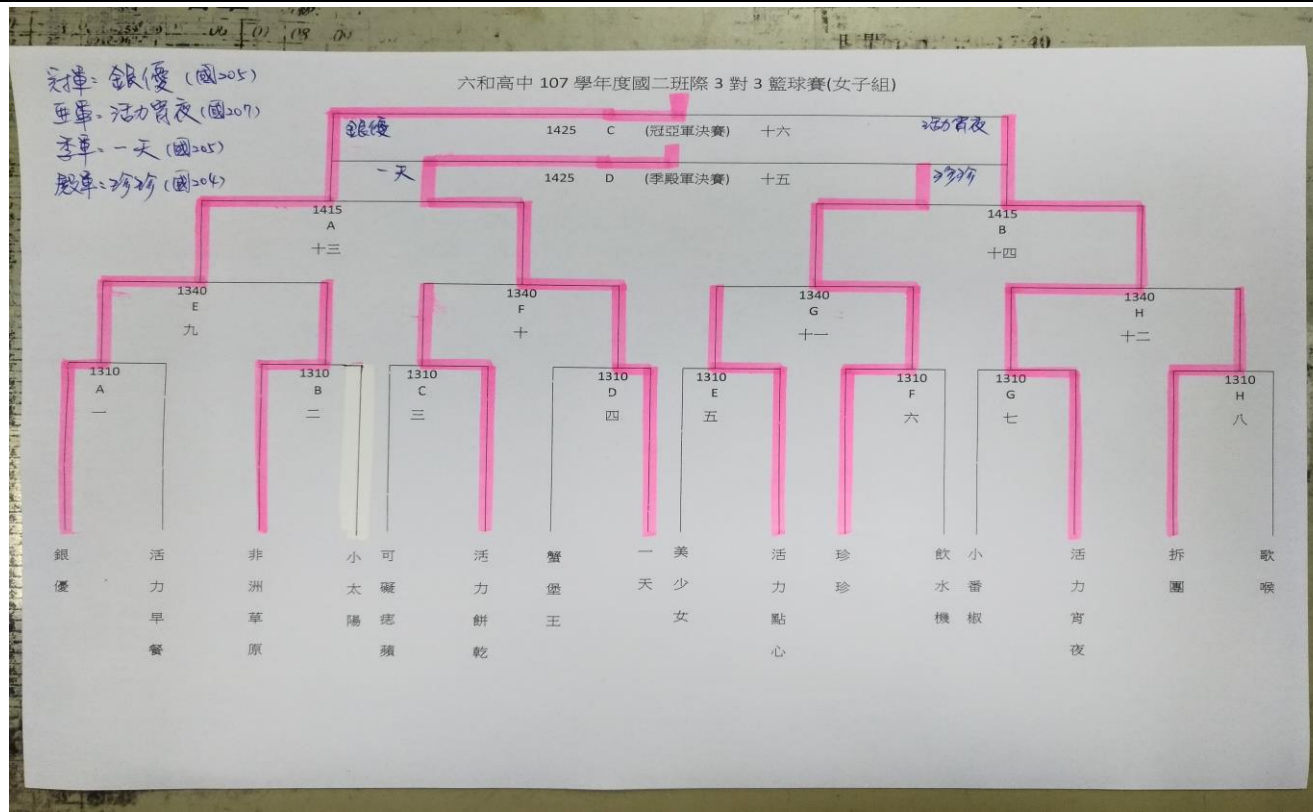 冠軍: 銀優 (國205)
亞軍: 活力宵夜 (國207)
季軍: 一天 (國205)
殿軍: 珍珍 (國204)
六和高中 107 學年度國二班際 3 對 3 籃球賽(女子組)
銀優 1425 C (冠亞軍決賽) 十六 活力宵夜
一天 1425 D (季殿軍決賽) 十五 珍珍
1415 1415
A B
十三 十四
1340 1340 1340 1340
E F G H
九 十 十一 十二
1310 1310 1310 1310 1310 1310 1310 1310
A B C D E F G H
一 二 三 四 五 六 七 八
銀優
活力早餐
非洲草原
小太陽
可礙痣蘋
活力餅乾
蟹堡王
一天
美少女
活力點心
珍珍
飲水機
小番椒
活力宵夜
拆團
歌喉